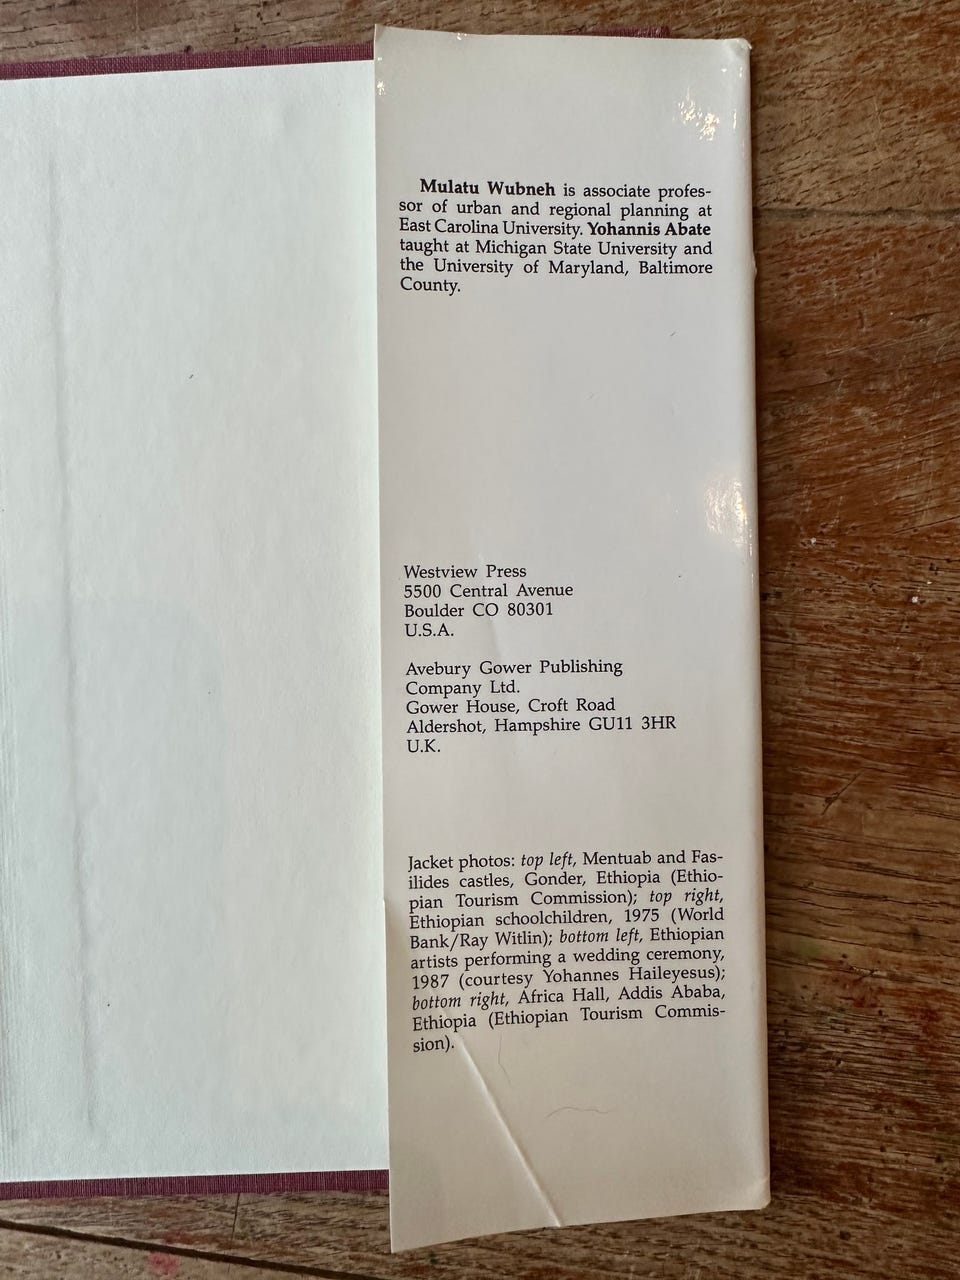 Mulatu Wubneh is associate profes-
sor of urban and regional planning at
East Carolina University. Yohannis Abate
taught at Michigan State University and
the University of Maryland, Baltimore
County.
Westview Press
5500 Central Avenue
Boulder CO 80301
U.S.A.
Avebury Gower Publishing
Company Ltd.
Gower House, Croft Road
Aldershot, Hampshire GU11 3HR
U.K.
Jacket photos: top left, Mentuab and Fas-
ilides castles, Gonder, Ethiopia (Ethio-
pian Tourism Commission); top right,
Ethiopian schoolchildren, 1975 (World
Bank/Ray Witlin); bottom left, Ethiopian
artists performing a wedding ceremony,
1987 (courtesy Yohannes Haileyesus);
bottom right, Africa Hall, Addis Ababa,
Ethiopia (Ethiopian Tourism Commis-
sion).